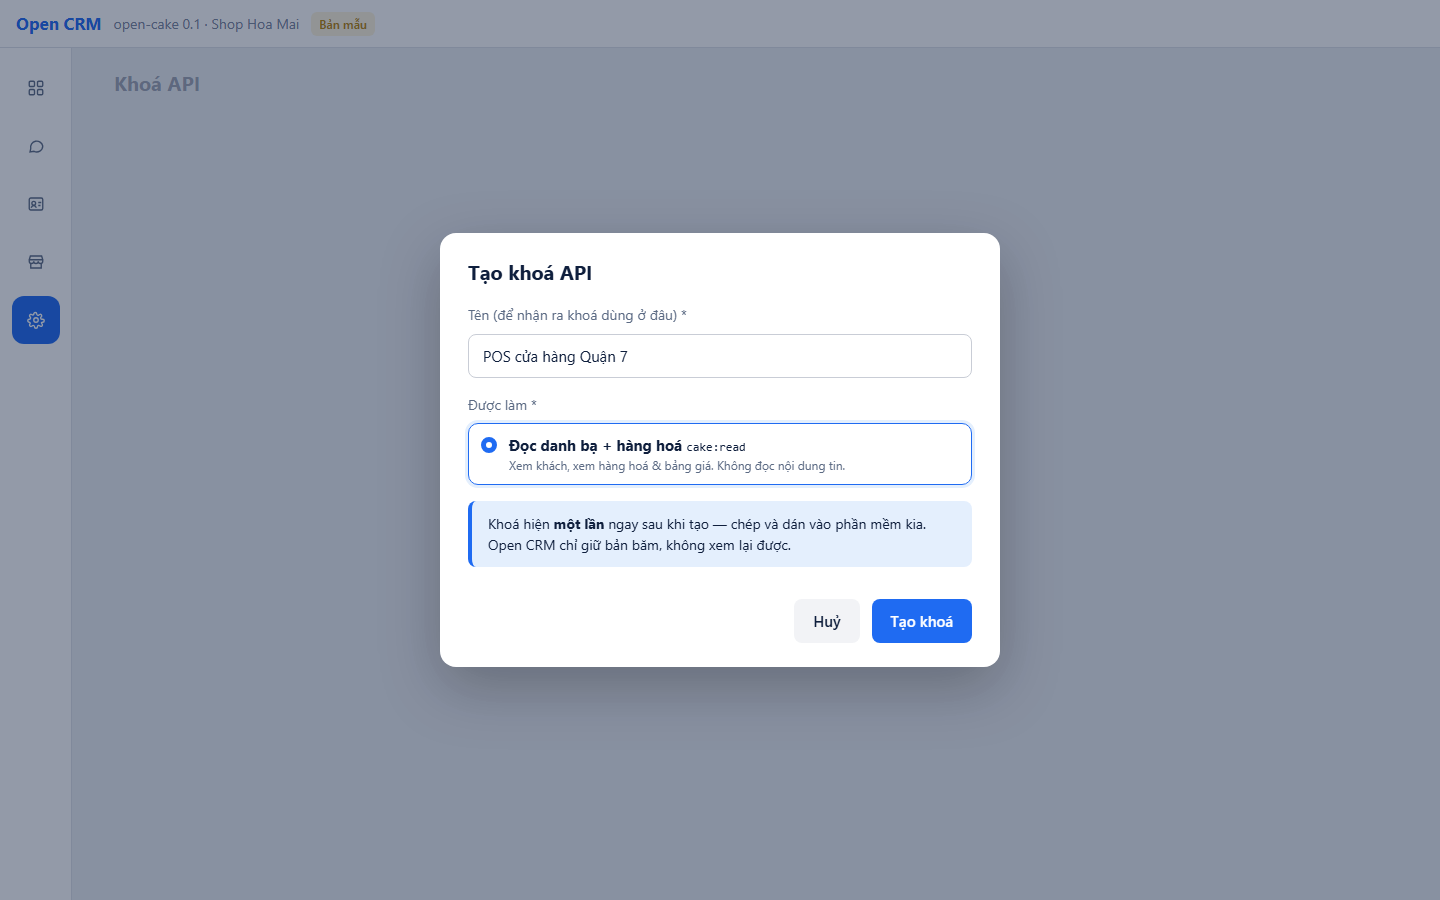 Open CRM open-cake 0.1 · Shop Hoa Mai Bản mẫu
Khoá API
Tạo khoá API
Tên (để nhận ra khoá dùng ở đâu) *
POS cửa hàng Quận 7
Được làm *
Đọc danh bạ + hàng hoá cake:read
Xem khách, xem hàng hoá & bảng giá. Không đọc nội dung tin.
Khoá hiện một lần ngay sau khi tạo — chép và dán vào phần mềm kia.
Open CRM chỉ giữ bản băm, không xem lại được.
Huỷ Tạo khoá